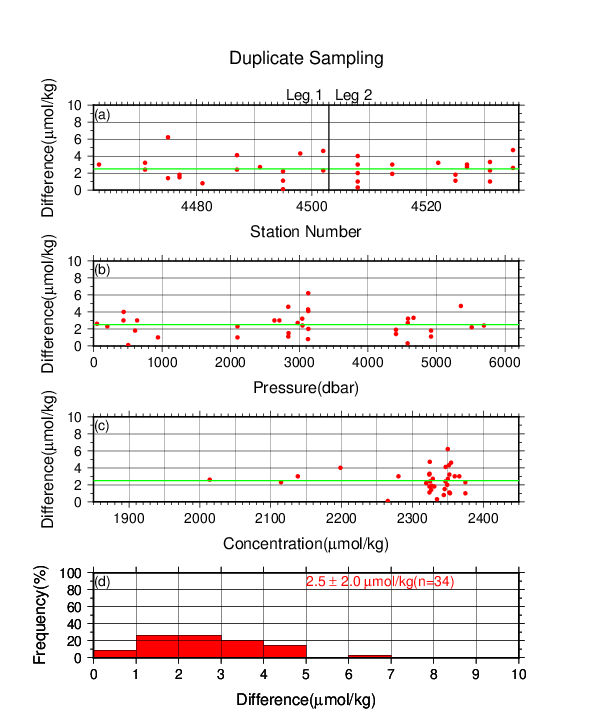 Duplicate Sampling
Leg 1 Leg 2
Difference(μmol/kg)
10
8
6
4
2
0
(a)
4480 4500 4520
Station Number
Difference(μmol/kg)
10
8
6
4
2
0
(b)
0 1000 2000 3000 4000 5000 6000
Pressure(dbar)
Difference(μmol/kg)
10
8
6
4
2
0
(c)
1900 2000 2100 2200 2300 2400
Concentration(μmol/kg)
Frequency(%)
100
80
60
40
20
0
(d)
2.5 ± 2.0 μmol/kg(n=34)
0 1 2 3 4 5 6 7 8 9 10
Difference(μmol/kg)